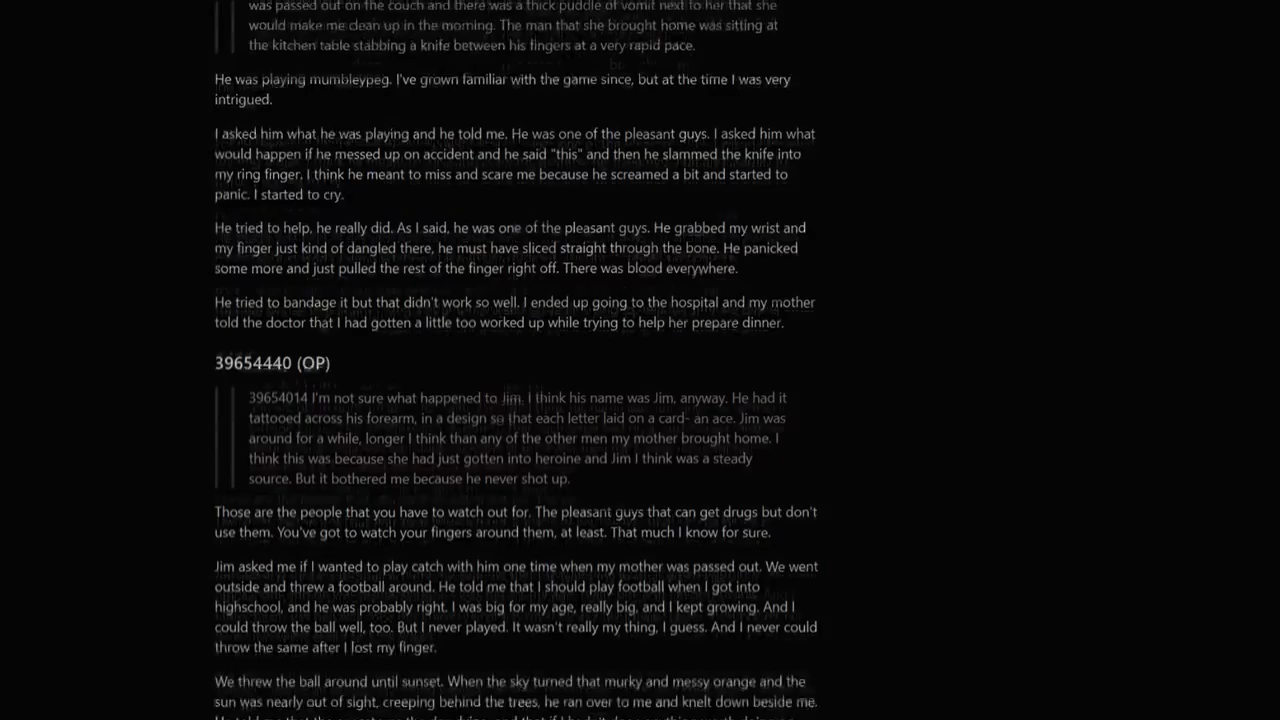 was passed out on the couch and there was a thick puddle of vomit next to her that she
would make me clean up in the morning. The man that she brought home was sitting at
the kitchen table stabbing a knife between his fingers at a very rapid pace.
He was playing mumbleypeg. I've grown familiar with the game since, but at the time I was very
intrigued.
I asked him what he was playing and he told me. He was one of the pleasant guys. I asked him what
would happen if he messed up on accident and he said "this" and then he slammed the knife into
my ring finger. I think he meant to miss and scare me because he screamed a bit and started to
panic. I started to cry.
He tried to help, he really did. As I said, he was one of the pleasant guys. He grabbed my wrist and
my finger just kind of dangled there, he must have sliced straight through the bone. He panicked
some more and just pulled the rest of the finger right off. There was blood everywhere.
He tried to bandage it but that didn't work so well. I ended up going to the hospital and my mother
told the doctor that I had gotten a little too worked up while trying to help her prepare dinner.
39654440 (OP)
39654014 I'm not sure what happened to Jim. I think his name was Jim, anyway. He had it
tattooed across his forearm, in a design so that each letter laid on a card- an ace. Jim was
around for a while, longer I think than any of the other men my mother brought home. I
think this was because she had just gotten into heroine and Jim I think was a steady
source. But it bothered me because he never shot up.
Those are the people that you have to watch out for. The pleasant guys that can get drugs but don't
use them. You've got to watch your fingers around them, at least. That much I know for sure.
Jim asked me if I wanted to play catch with him one time when my mother was passed out. We went
outside and threw a football around. He told me that I should play football when I got into
highschool, and he was probably right. I was big for my age, really big, and I kept growing. And I
could throw the ball well, too. But I never played. It wasn't really my thing, I guess. And I never could
throw the same after I lost my finger.
We threw the ball around until sunset. When the sky turned that murky and messy orange and the
sun was nearly out of sight, creeping behind the trees, he ran over to me and knelt down beside me.